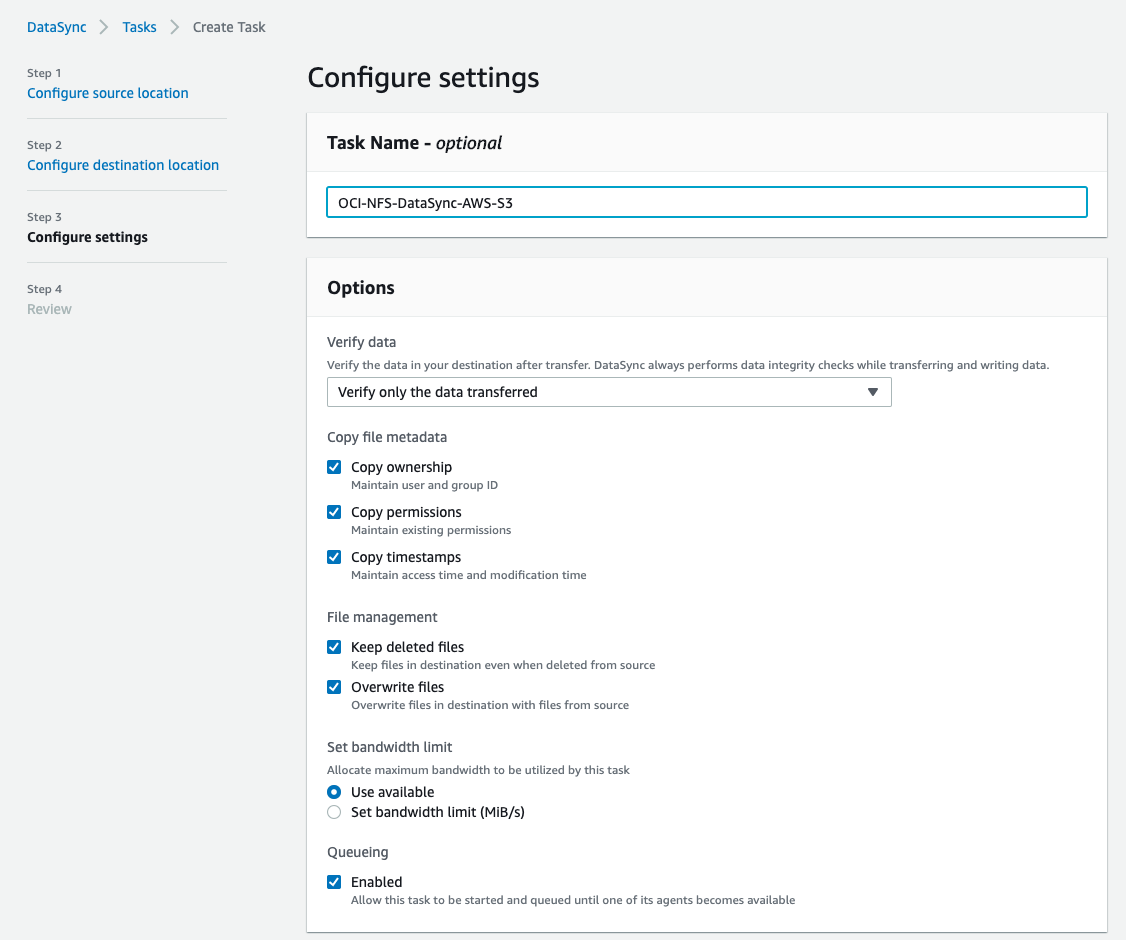 DataSync
Tasks
Create Task
Step 1
Configure source location
Step 2
Configure destination location
Step 3
Configure settings
Step 4
Review
Configure settings
Task Name - optional
OCI-NFS-DataSync-AWS-S3
Options
Verify data
Verify the data in your destination after transfer. DataSync always performs data integrity checks while transferring and writing data.
Verify only the data transferred
Copy file metadata
Copy ownership
Maintain user and group ID
Copy permissions
Maintain existing permissions
Copy timestamps
Maintain access time and modification time
File management
Keep deleted files
Keep files in destination even when deleted from source
Overwrite files
Overwrite files in destination with files from source
Set bandwidth limit
Allocate maximum bandwidth to be utilized by this task
Use available
Set bandwidth limit (MiB/s)
Queueing
Enabled
Allow this task to be started and queued until one of its agents becomes available